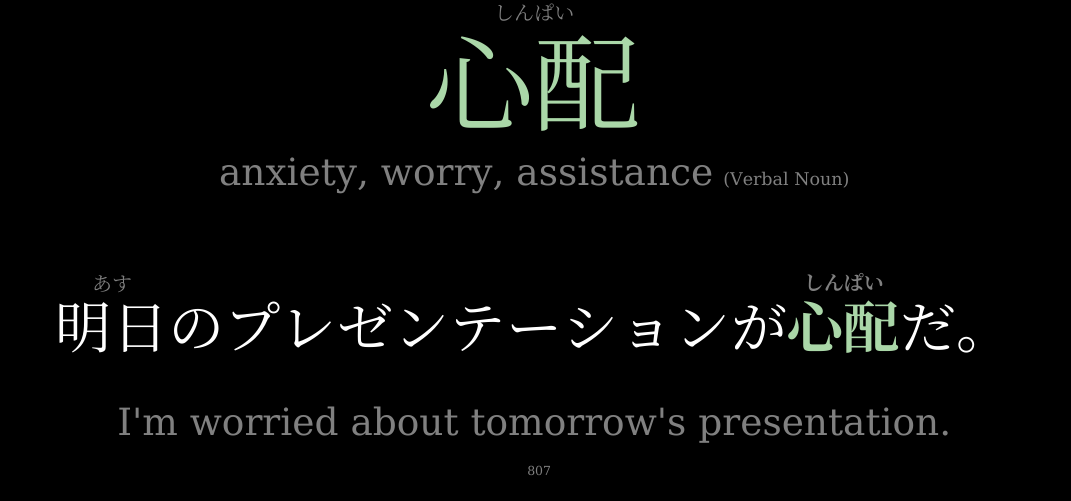 しんぱい
心配
anxiety, worry, assistance (Verbal Noun)
あす しんぱい
明日のプレゼンテーションが心配だ。
I'm worried about tomorrow's presentation.
807